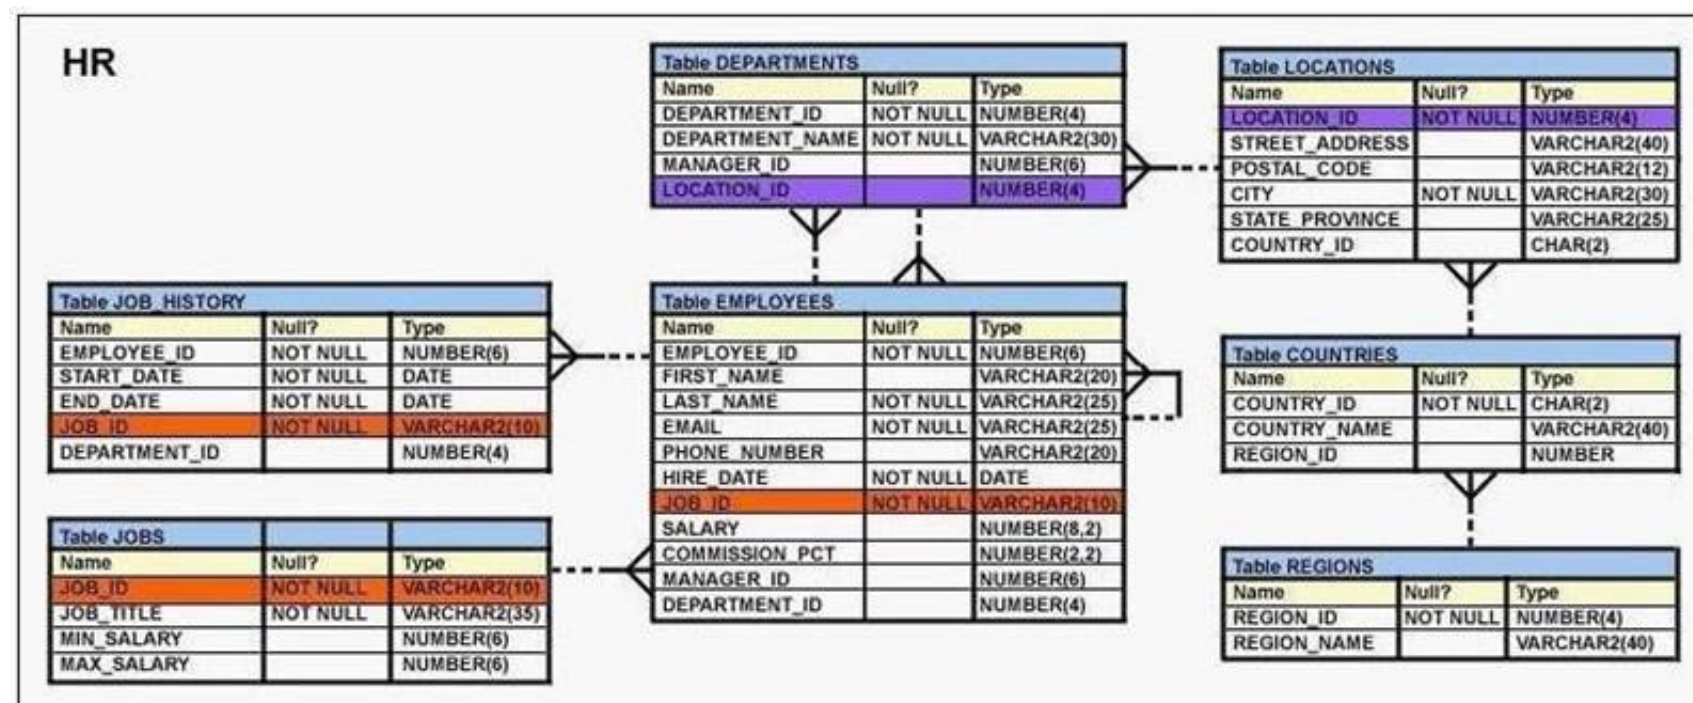 HR
Table DEPARTMENTS
Name Null? Type
DEPARTMENT_ID NOT NULL NUMBER(4)
DEPARTMENT_NAME NOT NULL VARCHAR2(30)
MANAGER_ID NUMBER(6)
LOCATION_ID NUMBER(4)
Table LOCATIONS
Name Null? Type
LOCATION_ID NOT NULL NUMBER(4)
STREET_ADDRESS VARCHAR2(40)
POSTAL_CODE VARCHAR2(12)
CITY NOT NULL VARCHAR2(30)
STATE_PROVINCE VARCHAR2(25)
COUNTRY_ID CHAR(2)
Table JOB_HISTORY
Name Null? Type
EMPLOYEE_ID NOT NULL NUMBER(6)
START_DATE NOT NULL DATE
END_DATE NOT NULL DATE
JOB_ID NOT NULL VARCHAR2(10)
DEPARTMENT_ID NUMBER(4)
Table EMPLOYEES
Name Null? Type
EMPLOYEE_ID NOT NULL NUMBER(6)
FIRST_NAME VARCHAR2(20)
LAST_NAME NOT NULL VARCHAR2(25)
EMAIL NOT NULL VARCHAR2(25)
PHONE_NUMBER VARCHAR2(20)
HIRE_DATE NOT NULL DATE
JOB_ID NOT NULL VARCHAR2(10)
SALARY NUMBER(8,2)
COMMISSION_PCT NUMBER(2,2)
MANAGER_ID NUMBER(6)
DEPARTMENT_ID NUMBER(4)
Table COUNTRIES
Name Null? Type
COUNTRY_ID NOT NULL CHAR(2)
COUNTRY_NAME VARCHAR2(40)
REGION_ID NUMBER
Table JOBS
Name Null? Type
JOB_ID NOT NULL VARCHAR2(10)
JOB_TITLE NOT NULL VARCHAR2(35)
MIN_SALARY NUMBER(6)
MAX_SALARY NUMBER(6)
Table REGIONS
Name Null? Type
REGION_ID NOT NULL NUMBER(4)
REGION_NAME VARCHAR2(40)